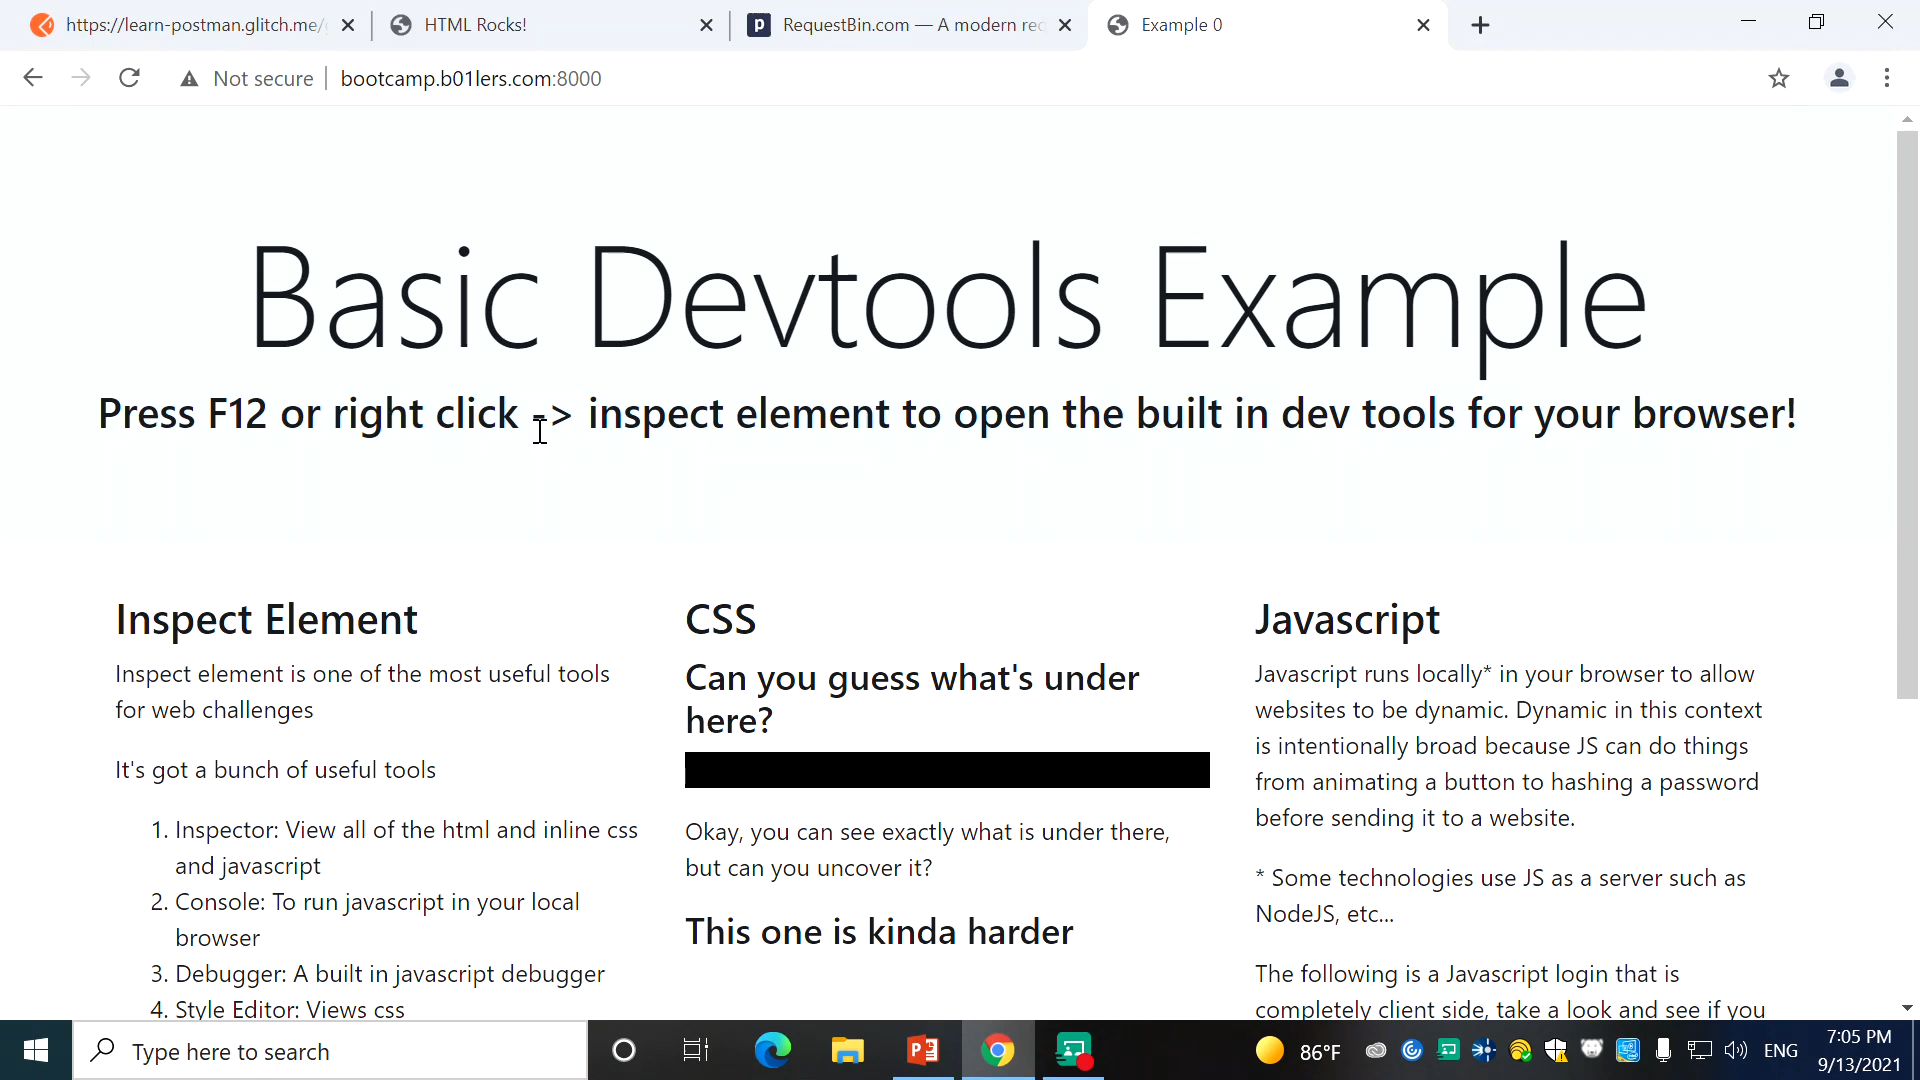 https://learn-postman.glitch.me/
HTML Rocks!
RequestBin.com — A modern rec
Example 0
Not secure
bootcamp.b01lers.com:8000
Basic Devtools Example
Press F12 or right click -> inspect element to open the built in dev tools for your browser!
Inspect Element
Inspect element is one of the most useful tools
for web challenges
It's got a bunch of useful tools
1. Inspector: View all of the html and inline css
and javascript
2. Console: To run javascript in your local
browser
3. Debugger: A built in javascript debugger
4. Style Editor: Views css
CSS
Can you guess what's under
here?
Okay, you can see exactly what is under there,
but can you uncover it?
This one is kinda harder
Javascript
Javascript runs locally* in your browser to allow
websites to be dynamic. Dynamic in this context
is intentionally broad because JS can do things
from animating a button to hashing a password
before sending it to a website.
* Some technologies use JS as a server such as
NodeJS, etc...
The following is a Javascript login that is
completely client side, take a look and see if you
Type here to search
86°F
ENG
7:05 PM
9/13/2021